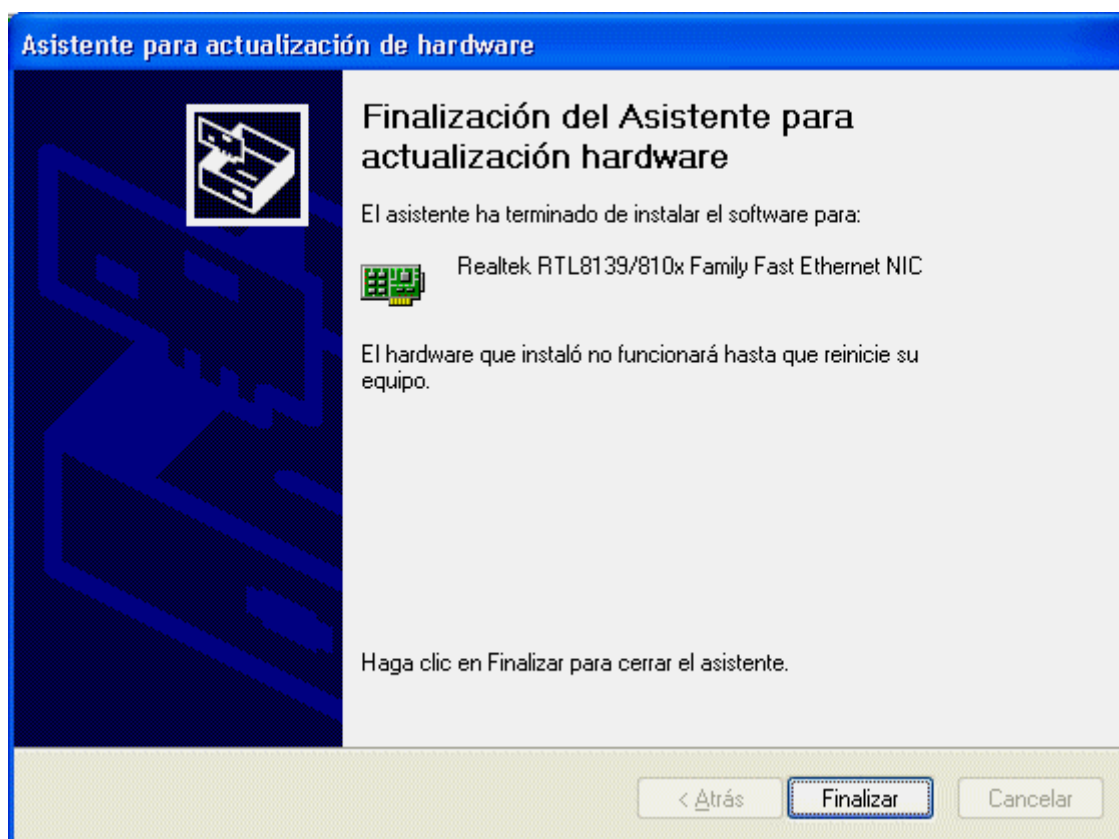 Asistente para actualización de hardware
Finalización del Asistente para
actualización hardware
El asistente ha terminado de instalar el software para:
Realtek RTL8139/810x Family Fast Ethernet NIC
El hardware que instaló no funcionará hasta que reinicie su
equipo.
Haga clic en Finalizar para cerrar el asistente.
< Atrás Finalizar Cancelar